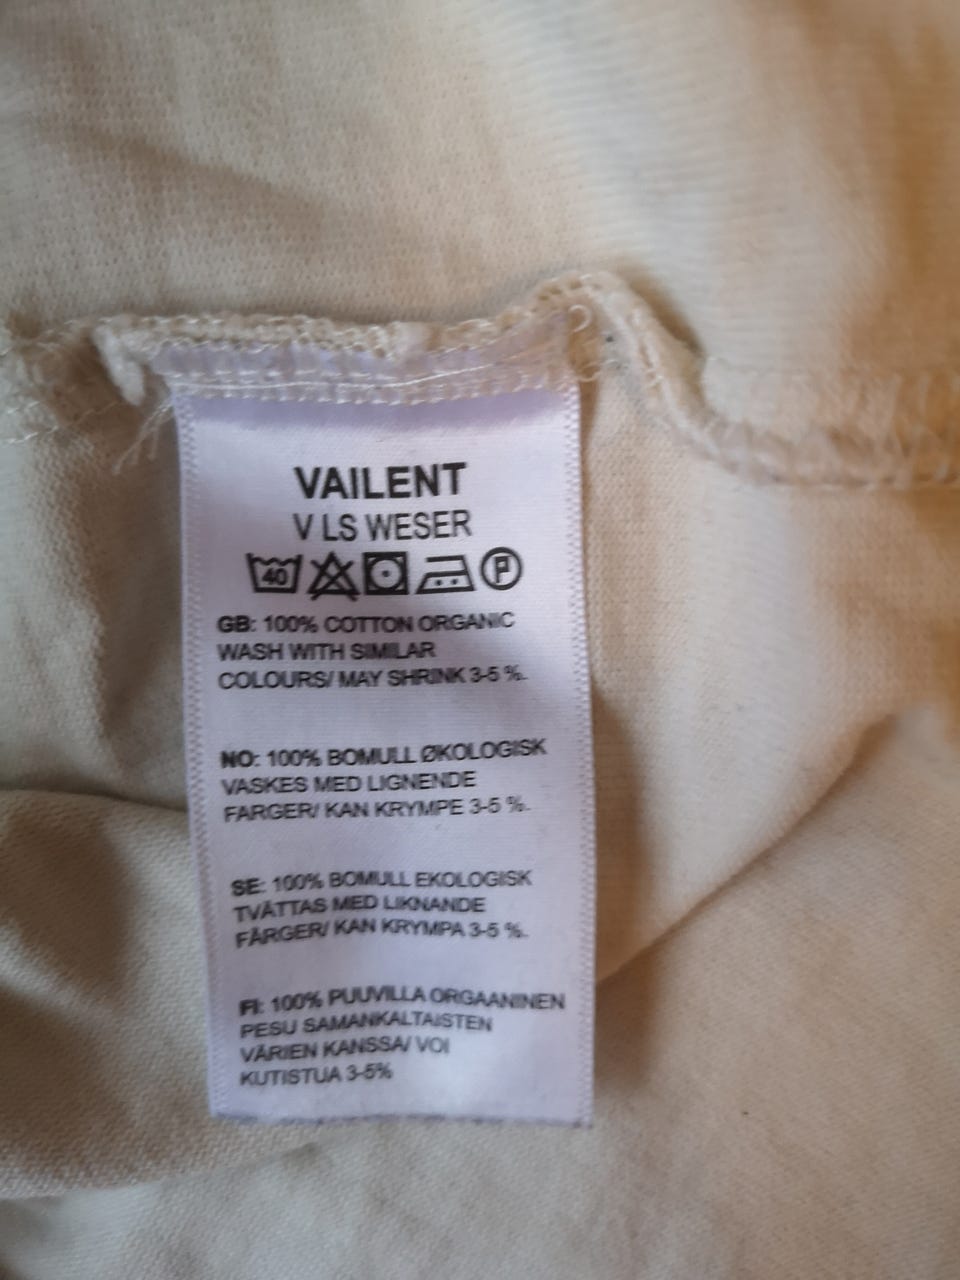 VAILENT
V LS WESER
40 P
GB: 100% COTTON ORGANIC
WASH WITH SIMILAR
COLOURS/ MAY SHRINK 3-5 %.
NO: 100% BOMULL ØKOLOGISK
VASKES MED LIGNENDE
FARGER/ KAN KRYMPE 3-5 %.
SE: 100% BOMULL EKOLOGISK
TVÄTTAS MED LIKNANDE
FÄRGER/ KAN KRYMPA 3-5 %.
FI: 100% PUUVILLA ORGAANINEN
PESU SAMANKALTAISTEN
VÄRIEN KANSSA/ VOI
KUTISTUA 3-5%